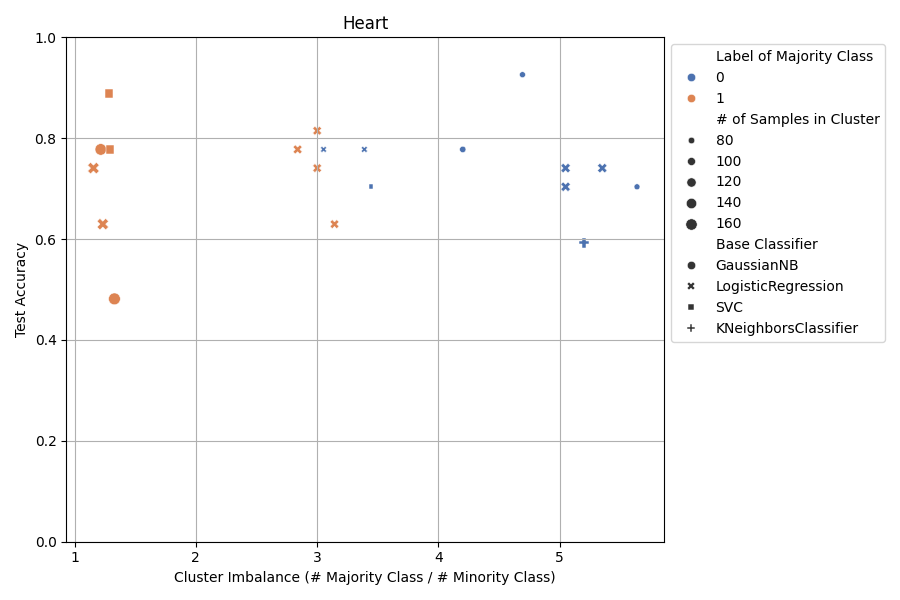 Heart
1.0
0.8
0.6
0.4
0.2
0.0
Test Accuracy
1
2
3
4
5
Cluster Imbalance (# Majority Class / # Minority Class)
Label of Majority Class
0
1
# of Samples in Cluster
80
100
120
140
160
Base Classifier
GaussianNB
LogisticRegression
SVC
KNeighborsClassifier